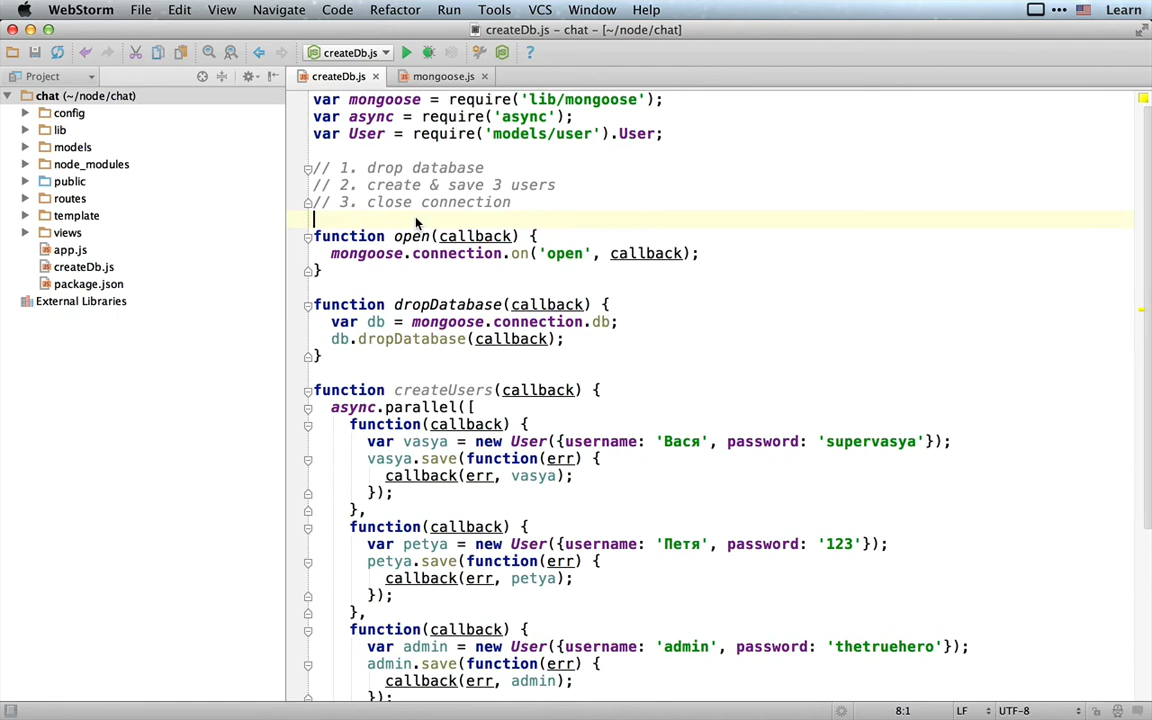 WebStorm File Edit View Navigate Code Refactor Run Tools VCS Window Help Learn
createDb.js – chat – [~/node/chat]
createDb.js
Project createDb.js mongoose.js
chat (~/node/chat)
config
lib
models
node_modules
public
routes
template
views
app.js
createDb.js
package.json
External Libraries
var mongoose = require('lib/mongoose');
var async = require('async');
var User = require('models/user').User;
// 1. drop database
// 2. create & save 3 users
// 3. close connection
function open(callback) {
mongoose.connection.on('open', callback);
}
function dropDatabase(callback) {
var db = mongoose.connection.db;
db.dropDatabase(callback);
}
function createUsers(callback) {
async.parallel([
function(callback) {
var vasya = new User({username: 'Вася', password: 'supervasya'});
vasya.save(function(err) {
callback(err, vasya);
});
},
function(callback) {
var petya = new User({username: 'Петя', password: '123'});
petya.save(function(err) {
callback(err, petya);
});
},
function(callback) {
var admin = new User({username: 'admin', password: 'thetruehero'});
admin.save(function(err) {
callback(err, admin);
});
8:1 LF UTF-8